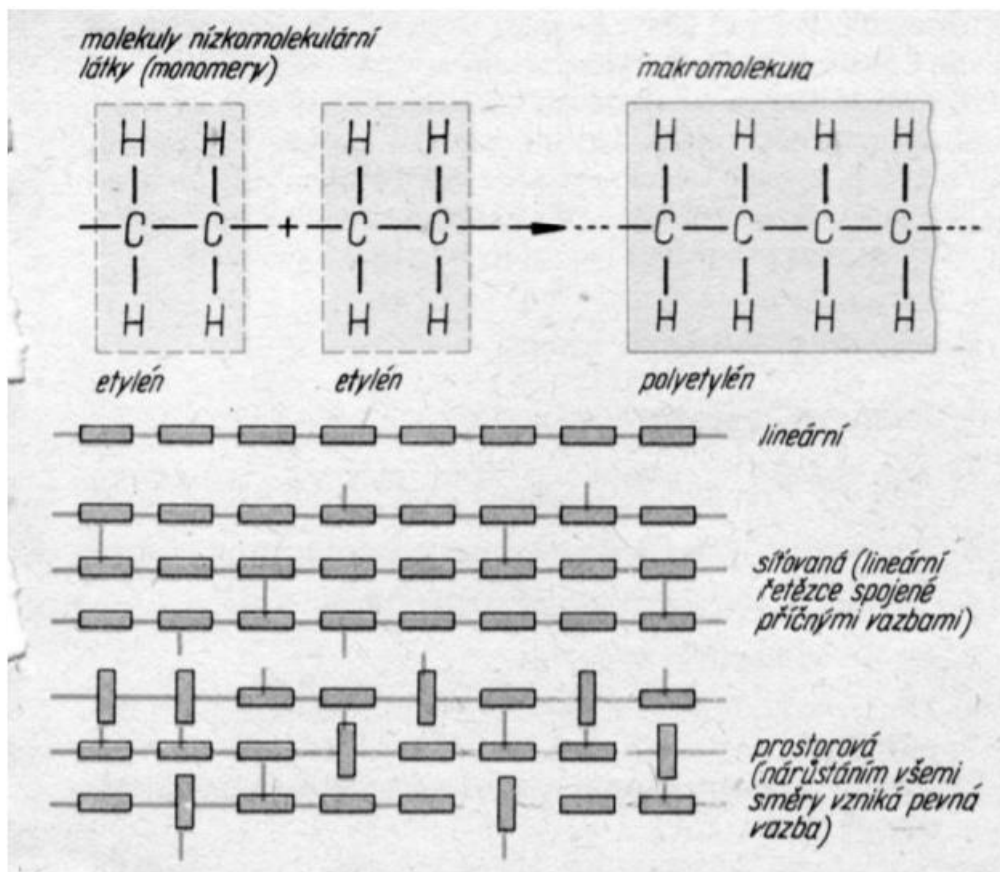 molekuly nízkomolekulární
látky (monomery)
makromolekula
H H H H H H H H
C C + C C C C C C
H H H H H H H H
etylén
etylén
polyetylén
lineární
síťovaná (lineární
řetězce spojené
příčnými vazbami)
prostorová
(nárůstáním všemi
směry vzniká pevná
vazba)